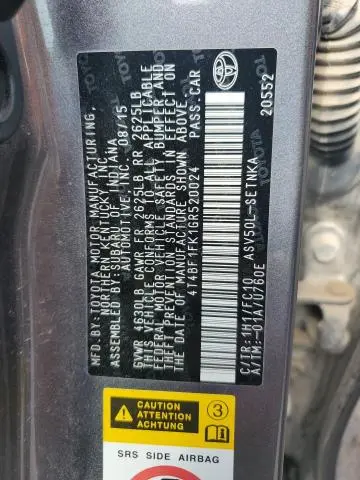 MFD. BY: TOYOTA MOTOR MANUFACTURING,
NORTHERN KENTUCKY, INC.
ASSEMBLED BY: SUBARU OF INDIANA
AUTOMOTIVE, INC. 08/15
GVWR 4630LB GAWR FR 2625LB RR 2625LB
THIS VEHICLE CONFORMS TO ALL APPLICABLE
FEDERAL MOTOR VEHICLE SAFETY, BUMPER AND
THEFT PREVENTION STANDARDS IN EFFECT ON
THE DATE OF MANUFACTURE SHOWN ABOVE.
4T4BF1FK1GR520024 PASS.CAR
C/TR:1H1/FC10 ASV50L-SETNKA
A/TM:-01A/U760E 20552
TOYOTA
CAUTION
ATTENTION
ACHTUNG
3
SRS SIDE AIRBAG